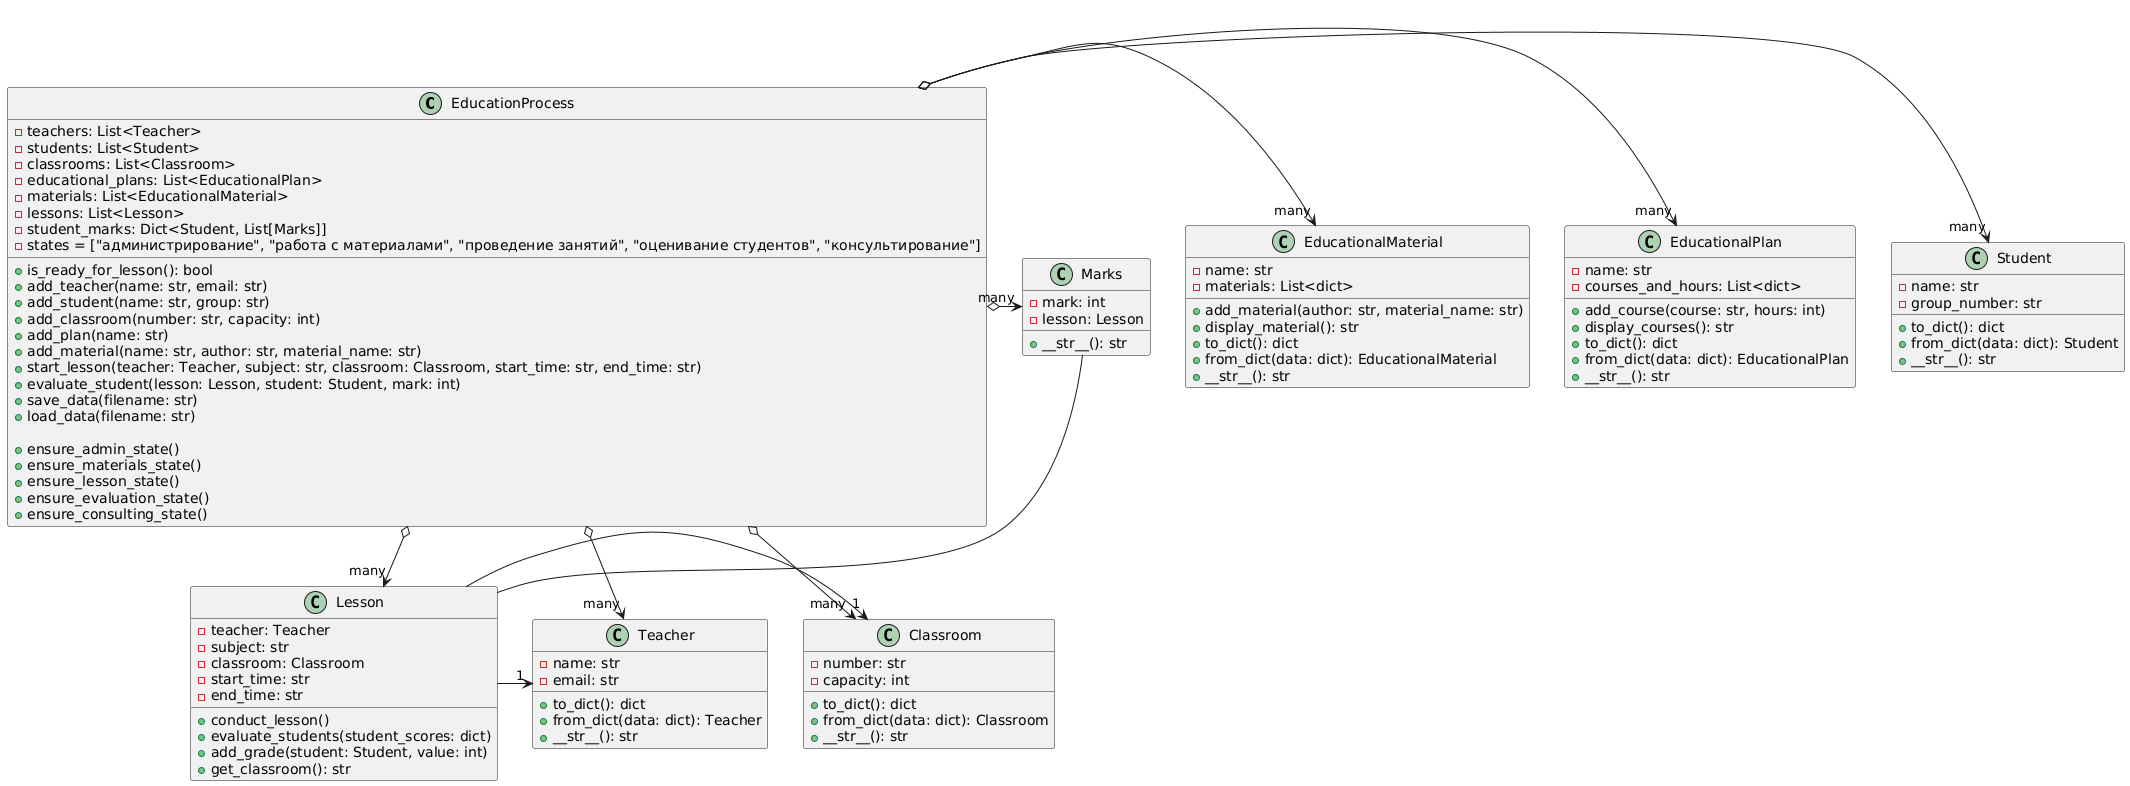 C EducationProcess
teachers: List<Teacher>
students: List<Student>
classrooms: List<Classroom>
educational_plans: List<EducationalPlan>
materials: List<EducationalMaterial>
lessons: List<Lesson>
student_marks: Dict<Student, List[Marks]]
states = ["администрирование", "работа с материалами", "проведение занятий", "оценивание студентов", "консультирование"]
is_ready_for_lesson(): bool
add_teacher(name: str, email: str)
add_student(name: str, group: str)
add_classroom(number: str, capacity: int)
add_plan(name: str)
add_material(name: str, author: str, material_name: str)
start_lesson(teacher: Teacher, subject: str, classroom: Classroom, start_time: str, end_time: str)
evaluate_student(lesson: Lesson, student: Student, mark: int)
save_data(filename: str)
load_data(filename: str)
ensure_admin_state()
ensure_materials_state()
ensure_lesson_state()
ensure_evaluation_state()
ensure_consulting_state()
many
C Marks
mark: int
lesson: Lesson
__str__(): str
many
C EducationalMaterial
name: str
materials: List<dict>
add_material(author: str, material_name: str)
display_material(): str
to_dict(): dict
from_dict(data: dict): EducationalMaterial
__str__(): str
many
C EducationalPlan
name: str
courses_and_hours: List<dict>
add_course(course: str, hours: int)
display_courses(): str
to_dict(): dict
from_dict(data: dict): EducationalPlan
__str__(): str
many
C Student
name: str
group_number: str
to_dict(): dict
from_dict(data: dict): Student
__str__(): str
many
C Lesson
teacher: Teacher
subject: str
classroom: Classroom
start_time: str
end_time: str
conduct_lesson()
evaluate_students(student_scores: dict)
add_grade(student: Student, value: int)
get_classroom(): str
many
1
C Teacher
name: str
email: str
to_dict(): dict
from_dict(data: dict): Teacher
__str__(): str
many 1
C Classroom
number: str
capacity: int
to_dict(): dict
from_dict(data: dict): Classroom
__str__(): str